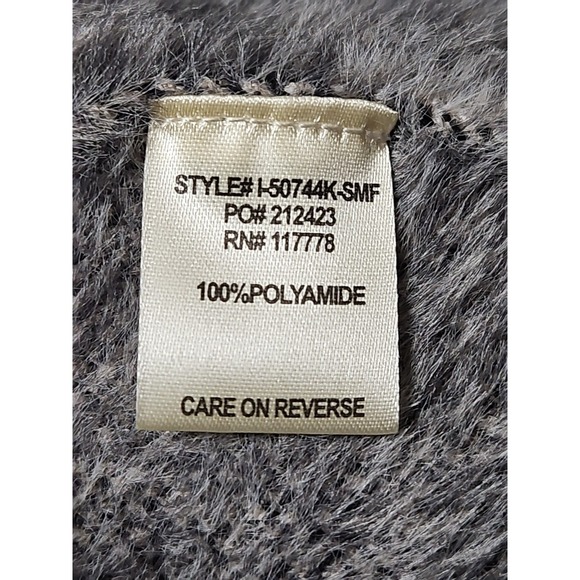 STYLE# I-50744K-SMF
PO# 212423
RN# 117778
100%POLYAMIDE
CARE ON REVERSE